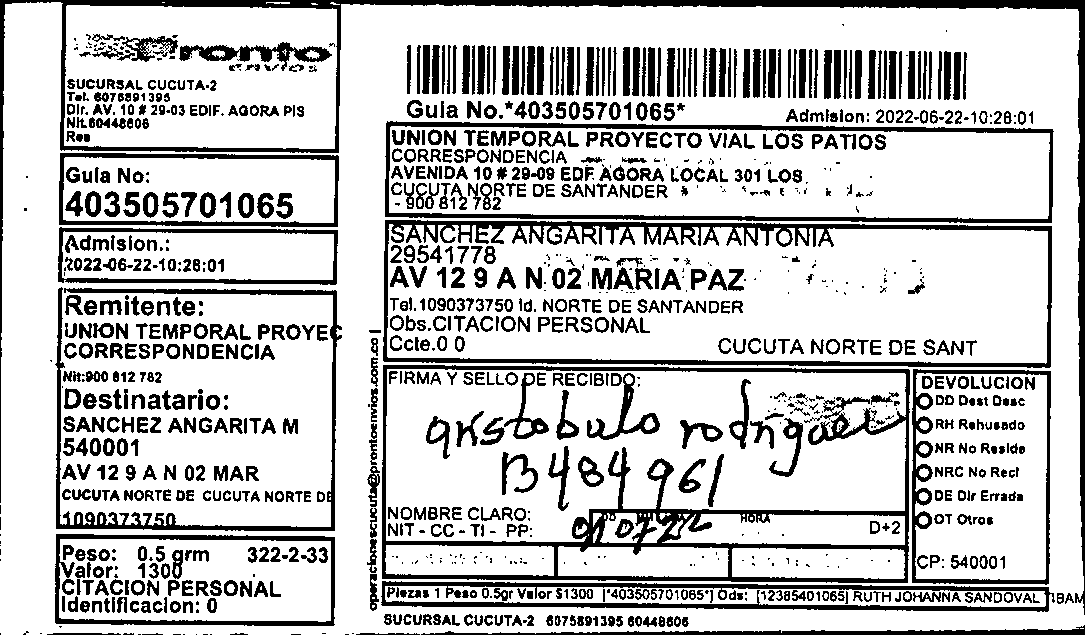 Pronto
envios
SUCURSAL CUCUTA-2
Tel. 6075891395
Dir. AV. 10 # 29-03 EDIF. AGORA PIS
Nit.60448606
Res
Guia No:
403505701065
Admision.:
2022-06-22-10:28:01
Remitente:
UNION TEMPORAL PROYEC
CORRESPONDENCIA
Nit:900 812 782
Destinatario:
SANCHEZ ANGARITA M
540001
AV 12 9 A N 02 MAR
CUCUTA NORTE DE CUCUTA NORTE DE
1090373750
Peso: 0.5 grm 322-2-33
Valor: 1300
CITACION PERSONAL
Identificacion: 0
operacionescucuta@prontoenvios.com.co
Guia No.*403505701065*
Admision: 2022-06-22-10:28:01
UNION TEMPORAL PROYECTO VIAL LOS PATIOS
CORRESPONDENCIA
AVENIDA 10 # 29-09 EDF AGORA LOCAL 301 LOS
CUCUTA NORTE DE SANTANDER
- 900 812 782
SANCHEZ ANGARITA MARIA ANTONIA
29541778
AV 12 9 A N 02 MARIA PAZ
Tel.1090373750 Id. NORTE DE SANTANDER
Obs.CITACION PERSONAL
Ccte.0 0
CUCUTA NORTE DE SANT
FIRMA Y SELLO DE RECIBIDO:
aristobulo rodriguez
13484961
NOMBRE CLARO:
NIT - CC - TI - PP:
HORA
D+2
DEVOLUCION
DD Dest Desc
RH Rehusado
NR No Reside
NRC No Recl
DE Dir Errada
OT Otros
CP: 540001
Piezas 1 Peso 0.5gr Valor $1300 [*403505701065*] Ods: [12385401065] RUTH JOHANNA SANDOVAL
SUCURSAL CUCUTA-2 6075891395 60448606